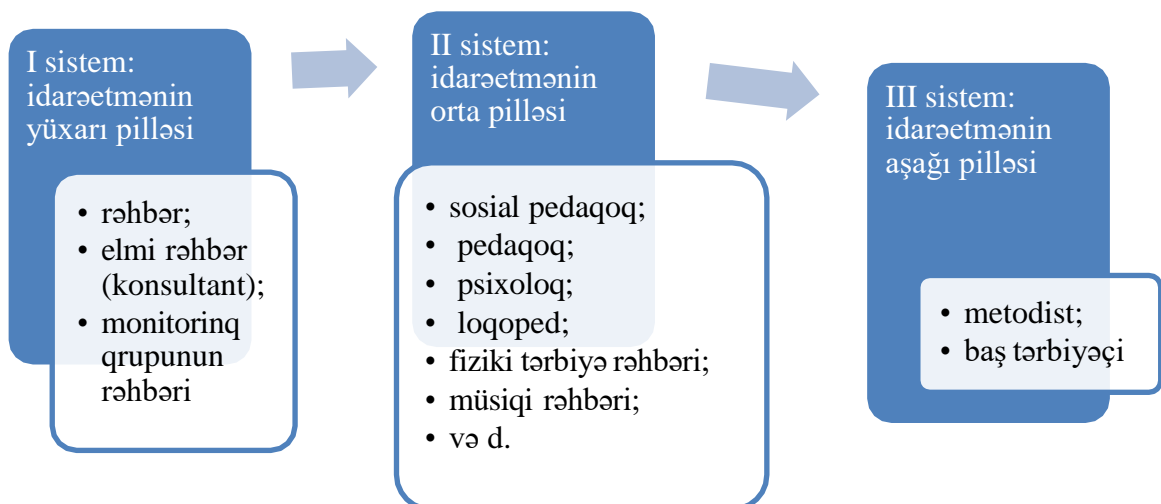 I sistem:
idarəetmənin
yüxarı pilləsi
• rəhbər;
• elmi rəhbər
(konsultant);
• monitorinq
qrupunun
rəhbəri
II sistem:
idarəetmənin
orta pilləsi
• sosial pedaqoq;
• pedaqoq;
• psixoloq;
• loqoped;
• fiziki tərbiyə rəhbəri;
• müsiqi rəhbəri;
• və d.
III sistem:
idarəetmənin
aşağı pilləsi
• metodist;
• baş tərbiyəçi